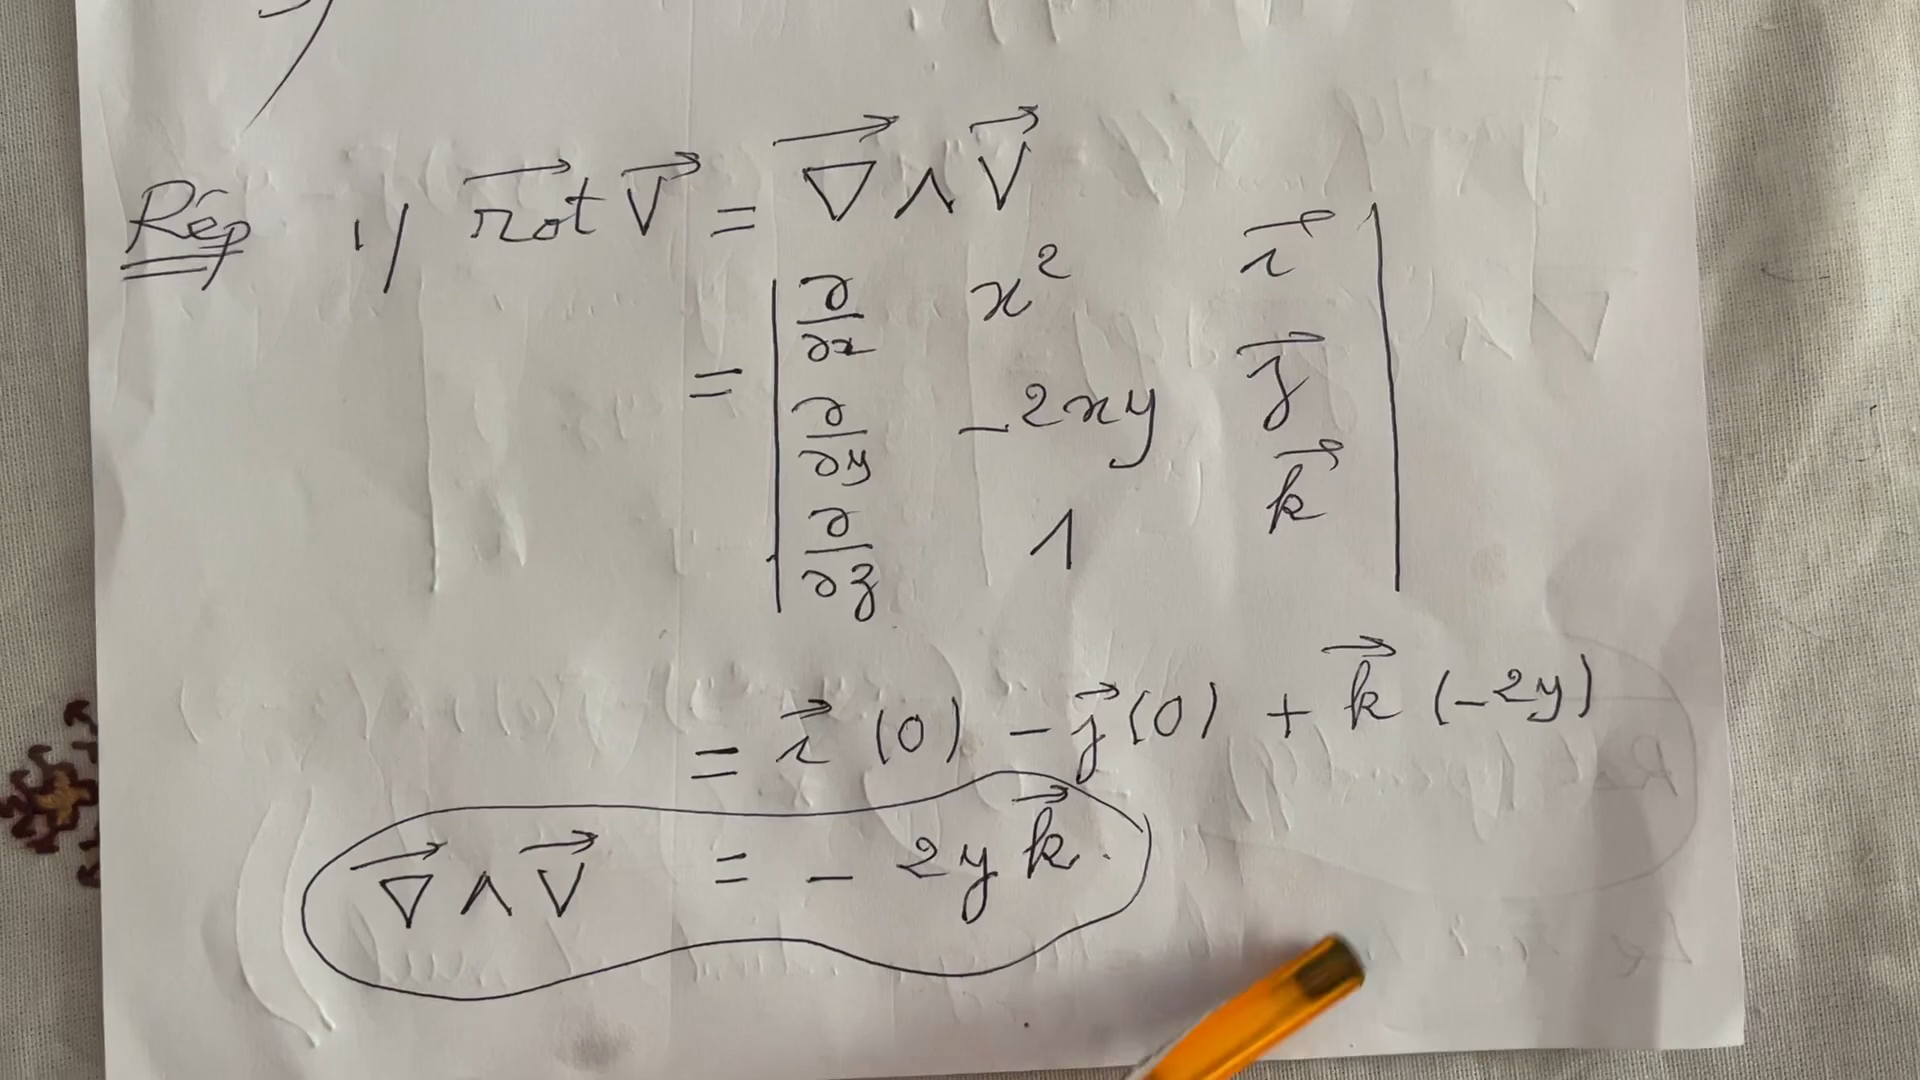 Rép 1/ rot V⃗ = ∇⃗ ∧ V⃗
= | ∂/∂x x² i⃗ |
| ∂/∂y -2xy j⃗ |
| ∂/∂z 1 k⃗ |
= i⃗ (0) - j⃗ (0) + k⃗ (-2y)
∇⃗ ∧ V⃗ = - 2y k⃗.